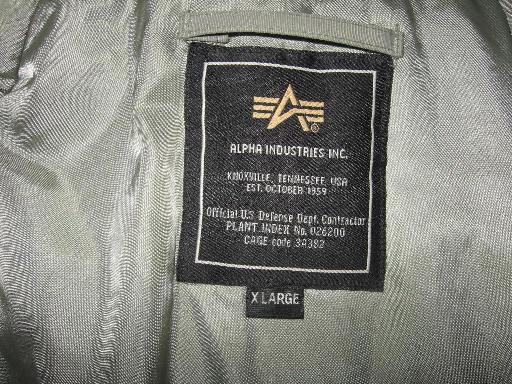 ALPHA INDUSTRIES INC.
KNOXVILLE, TENNESSEE, USA
EST. OCTOBER 1959
Official U.S Defense Dept. Contractor
PLANT INDEX No. 026200
CAGE code 3A382
X LARGE